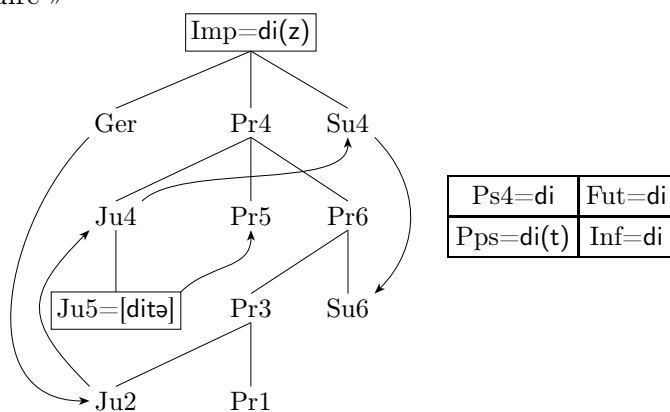 Imp=di(z)
Ger Pr4 Su4
Ju4 Pr5 Pr6
Ju5=[ditə] Pr3 Su6
Ju2 Pr1
Ps4=di Fut=di
Pps=di(t) Inf=di